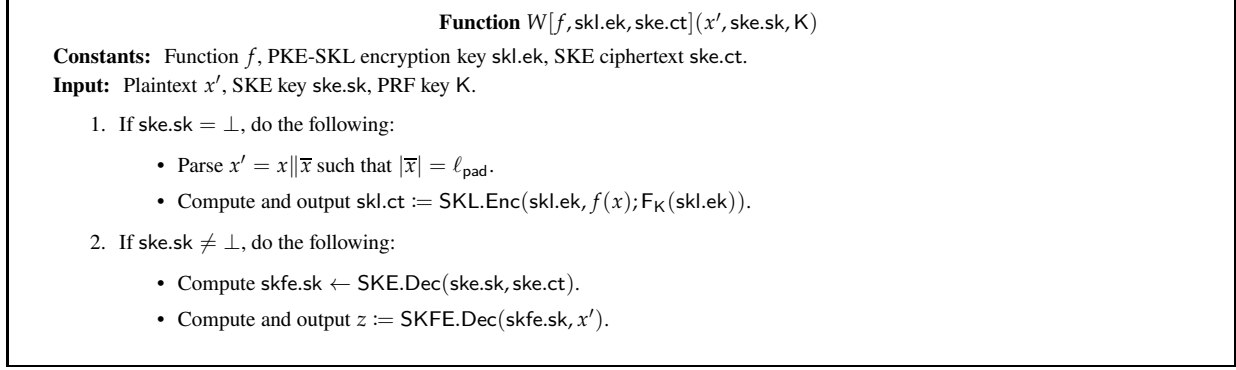 Function W[f, skl.ek, ske.ct](x′, ske.sk, K)
Constants: Function f, PKE-SKL encryption key skl.ek, SKE ciphertext ske.ct.
Input: Plaintext x′, SKE key ske.sk, PRF key K.
1. If ske.sk = ⊥, do the following:
• Parse x′ = x‖x̅ such that |x̅| = ℓ_pad.
• Compute and output skl.ct := SKL.Enc(skl.ek, f(x); F_K(skl.ek)).
2. If ske.sk ≠ ⊥, do the following:
• Compute skfe.sk ← SKE.Dec(ske.sk, ske.ct).
• Compute and output z := SKFE.Dec(skfe.sk, x′).